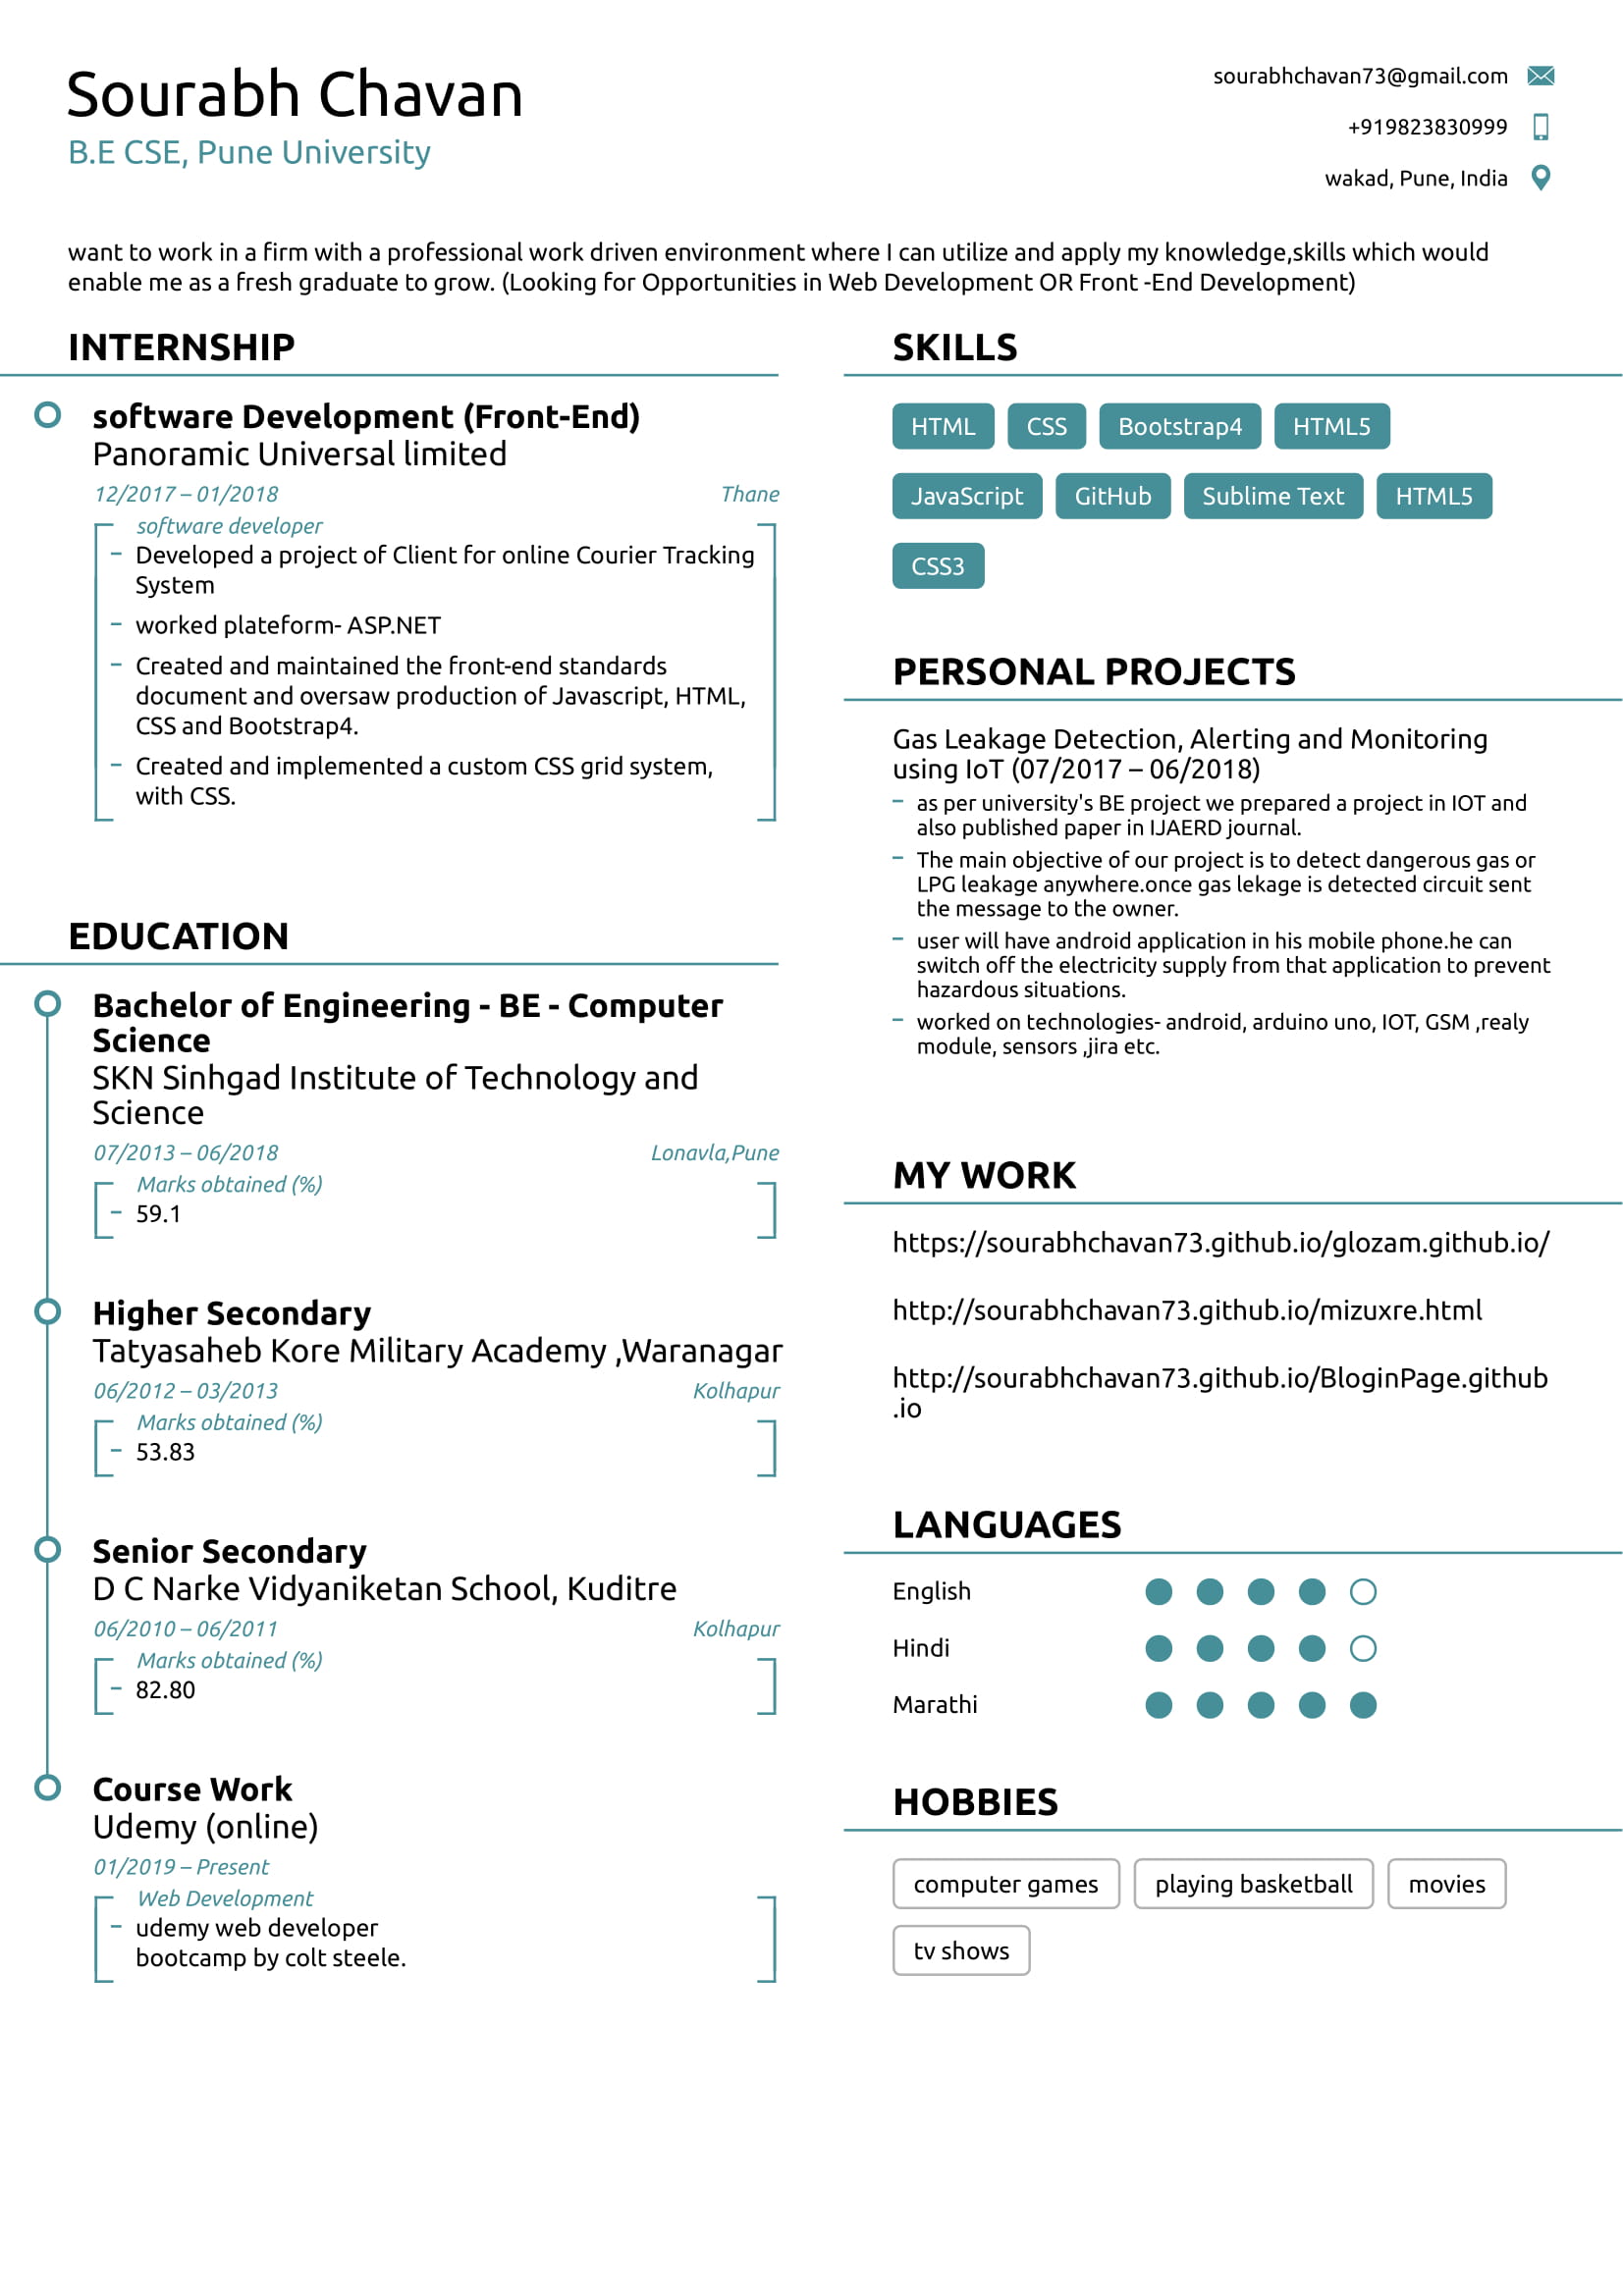 Sourabh Chavan
B.E CSE, Pune University
sourabhchavan73@gmail.com
+919823830999
wakad, Pune, India
want to work in a firm with a professional work driven environment where I can utilize and apply my knowledge,skills which would
enable me as a fresh graduate to grow. (Looking for Opportunities in Web Development OR Front -End Development)
INTERNSHIP
software Development (Front-End)
Panoramic Universal limited
12/2017 – 01/2018 Thane
software developer
– Developed a project of Client for online Courier Tracking
System
– worked plateform- ASP.NET
– Created and maintained the front-end standards
document and oversaw production of Javascript, HTML,
CSS and Bootstrap4.
– Created and implemented a custom CSS grid system,
with CSS.
EDUCATION
Bachelor of Engineering - BE - Computer
Science
SKN Sinhgad Institute of Technology and
Science
07/2013 – 06/2018 Lonavla,Pune
Marks obtained (%)
– 59.1
Higher Secondary
Tatyasaheb Kore Military Academy ,Waranagar
06/2012 – 03/2013 Kolhapur
Marks obtained (%)
– 53.83
Senior Secondary
D C Narke Vidyaniketan School, Kuditre
06/2010 – 06/2011 Kolhapur
Marks obtained (%)
– 82.80
Course Work
Udemy (online)
01/2019 – Present
Web Development
– udemy web developer
bootcamp by colt steele.
SKILLS
HTML CSS Bootstrap4 HTML5
JavaScript GitHub Sublime Text HTML5
CSS3
PERSONAL PROJECTS
Gas Leakage Detection, Alerting and Monitoring
using IoT (07/2017 – 06/2018)
– as per university's BE project we prepared a project in IOT and
also published paper in IJAERD journal.
– The main objective of our project is to detect dangerous gas or
LPG leakage anywhere.once gas lekage is detected circuit sent
the message to the owner.
– user will have android application in his mobile phone.he can
switch off the electricity supply from that application to prevent
hazardous situations.
– worked on technologies- android, arduino uno, IOT, GSM ,realy
module, sensors ,jira etc.
MY WORK
https://sourabhchavan73.github.io/glozam.github.io/
http://sourabhchavan73.github.io/mizuxre.html
http://sourabhchavan73.github.io/BloginPage.github
.io
LANGUAGES
English
Hindi
Marathi
HOBBIES
computer games playing basketball movies
tv shows